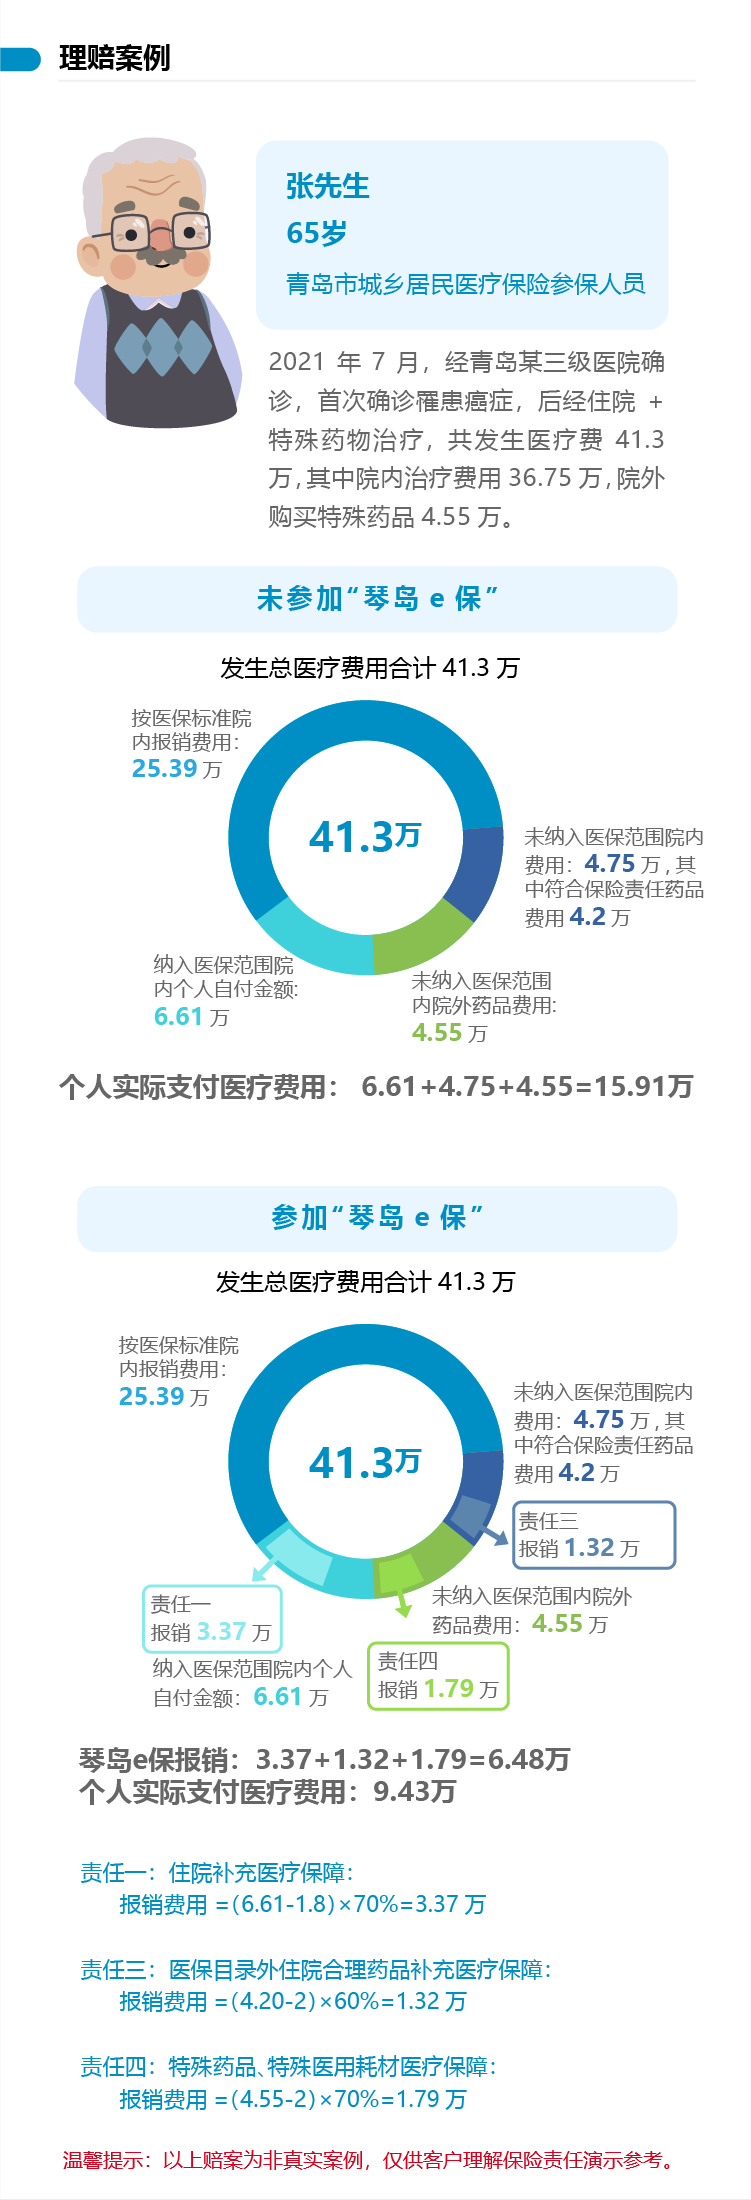 理赔案例
张先生
65岁
青岛市城乡居民医疗保险参保人员
2021 年 7 月，经青岛某三级医院确
诊，首次确诊罹患癌症，后经住院 +
特殊药物治疗，共发生医疗费 41.3
万，其中院内治疗费用 36.75 万，院外
购买特殊药品 4.55 万。
未参加“琴岛 e 保”
发生总医疗费用合计 41.3 万
按医保标准院
内报销费用：
25.39 万
41.3万
未纳入医保范围院内
费用：4.75 万，其
中符合保险责任药品
费用 4.2 万
纳入医保范围院
内个人自付金额:
6.61 万
未纳入医保范围
内院外药品费用:
4.55 万
个人实际支付医疗费用： 6.61+4.75+4.55=15.91万
参加“琴岛 e 保”
发生总医疗费用合计 41.3 万
按医保标准院
内报销费用：
25.39 万
41.3万
未纳入医保范围院内
费用：4.75 万，其
中符合保险责任药品
费用 4.2 万
责任三
报销 1.32 万
责任一
报销 3.37 万
未纳入医保范围内院外
药品费用：4.55 万
纳入医保范围院内个人
自付金额：6.61 万
责任四
报销 1.79 万
琴岛e保报销：3.37+1.32+1.79=6.48万
个人实际支付医疗费用：9.43万
责任一：住院补充医疗保障：
报销费用 =（6.61-1.8）×70%=3.37 万
责任三：医保目录外住院合理药品补充医疗保障：
报销费用 =（4.20-2）×60%=1.32 万
责任四：特殊药品、特殊医用耗材医疗保障：
报销费用 =（4.55-2）×70%=1.79 万
温馨提示：以上赔案为非真实案例，仅供客户理解保险责任演示参考。